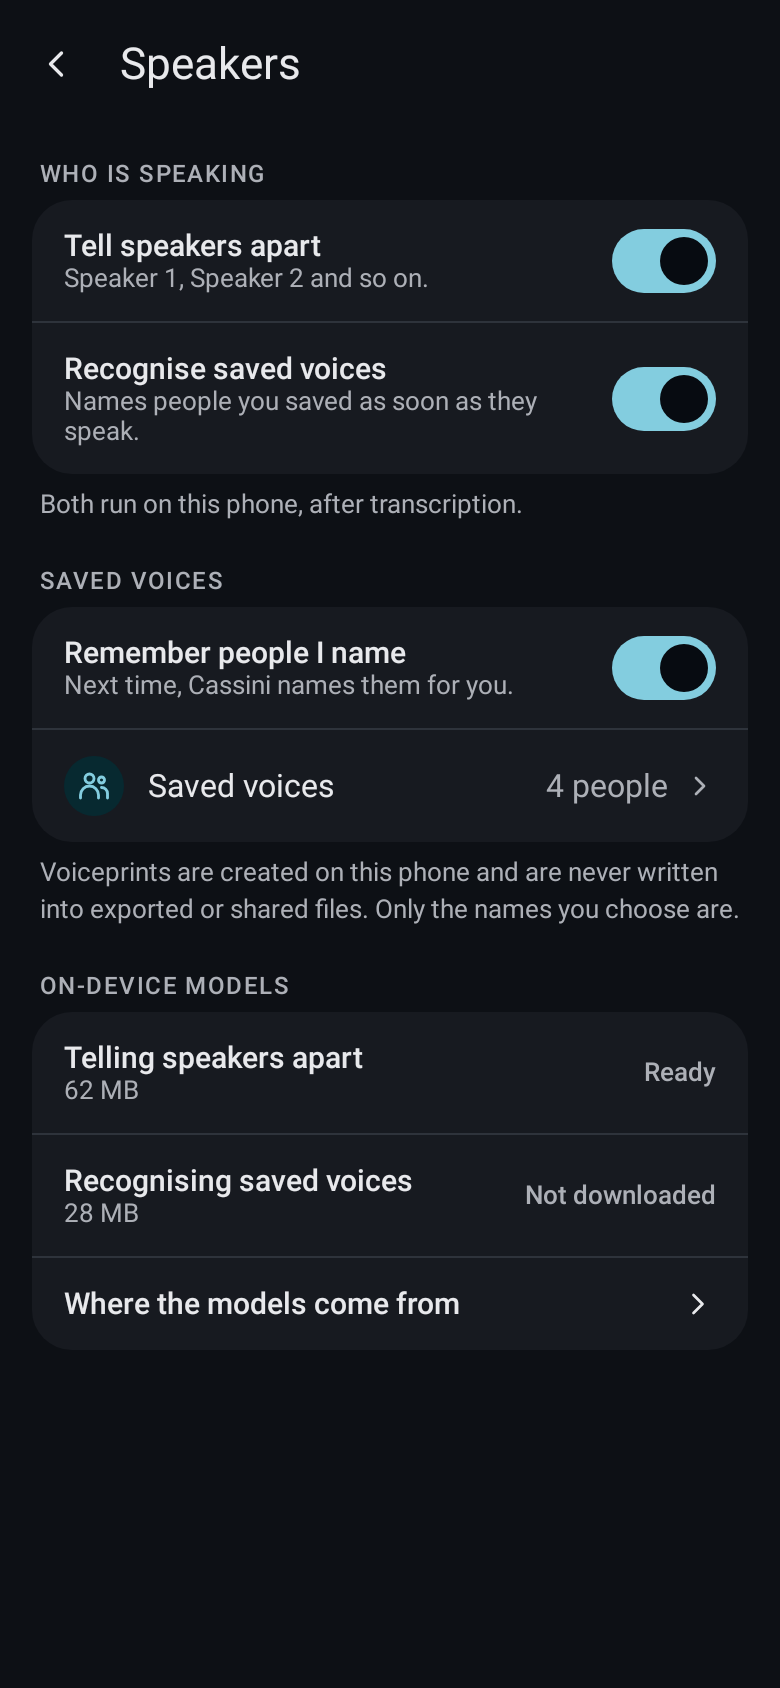 Speakers
WHO IS SPEAKING
Tell speakers apart
Speaker 1, Speaker 2 and so on.
Recognise saved voices
Names people you saved as soon as they
speak.
Both run on this phone, after transcription.
SAVED VOICES
Remember people I name
Next time, Cassini names them for you.
Saved voices 4 people
Voiceprints are created on this phone and are never written
into exported or shared files. Only the names you choose are.
ON-DEVICE MODELS
Telling speakers apart
62 MB
Ready
Recognising saved voices
28 MB
Not downloaded
Where the models come from